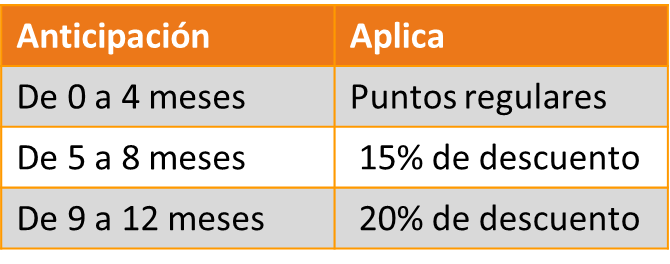 Anticipación Aplica
De 0 a 4 meses Puntos regulares
De 5 a 8 meses 15% de descuento
De 9 a 12 meses 20% de descuento